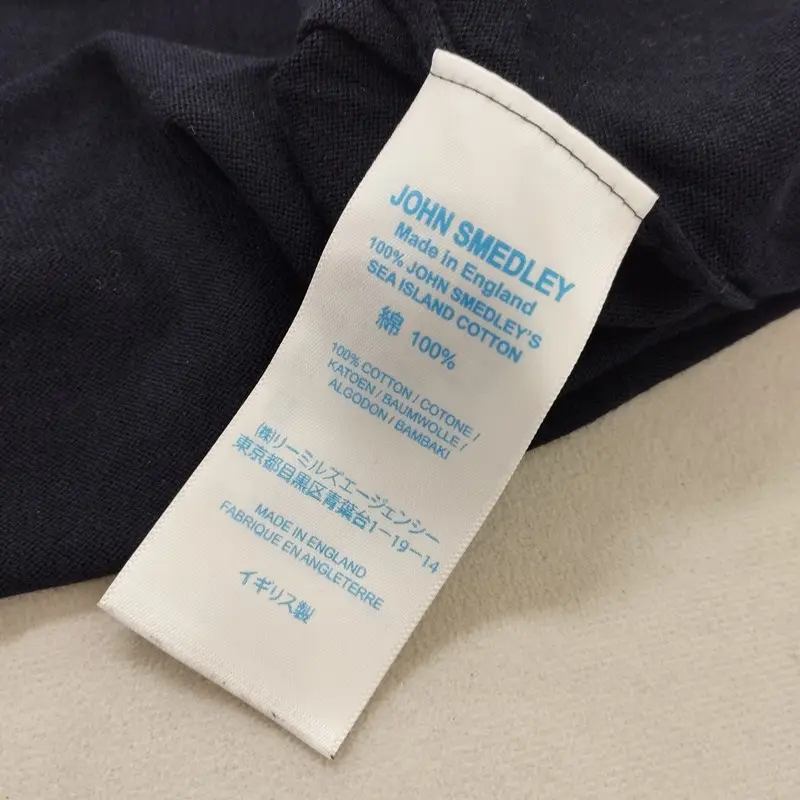 JOHN SMEDLEY
Made in England
100% JOHN SMEDLEY'S
SEA ISLAND COTTON
綿 100%
100% COTTON / COTONE /
KATOEN / BAUMWOLLE /
ALGODON / BAMBAKI
(株)リーミルズエージェンシー
東京都目黒区青葉台1-19-14
MADE IN ENGLAND
FABRIQUE EN ANGLETERRE
イギリス製